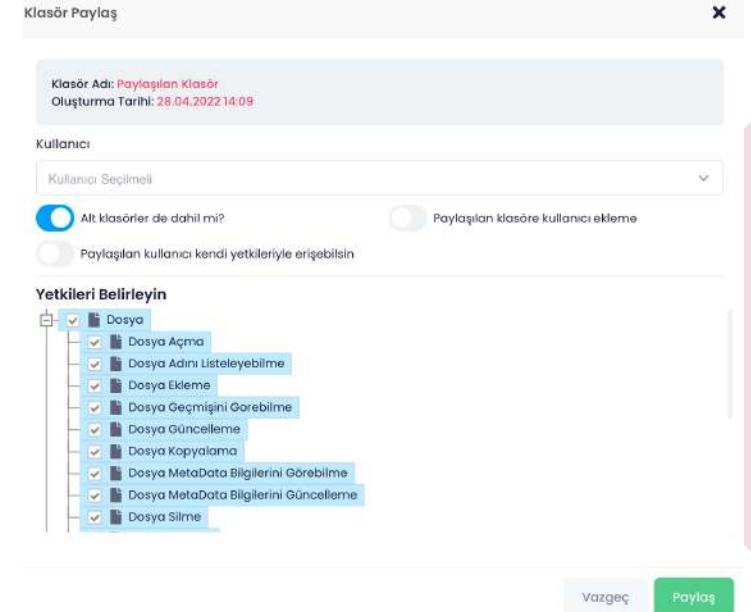 Klasör Paylaş
Klasör Adı: Paylaşılan Klasör
Oluşturma Tarihi: 28.04.2022 14:09
Kullanıcı
Kullanıcı Seçilmeli
Alt klasörler de dahil mi?
Paylaşılan klasöre kullanıcı ekleme
Paylaşılan kullanıcı kendi yetkileriyle erişebilsin
Yetkileri Belirleyin
Dosya
Dosya Açma
Dosya Adını Listeleyebilme
Dosya Ekleme
Dosya Geçmişini Gorebilme
Dosya Güncelleme
Dosya Kopyalama
Dosya MetaData Bilgilerini Görebilme
Dosya MetaData Bilgilerini Güncelleme
Dosya Silme
Vazgeç
Paylaş